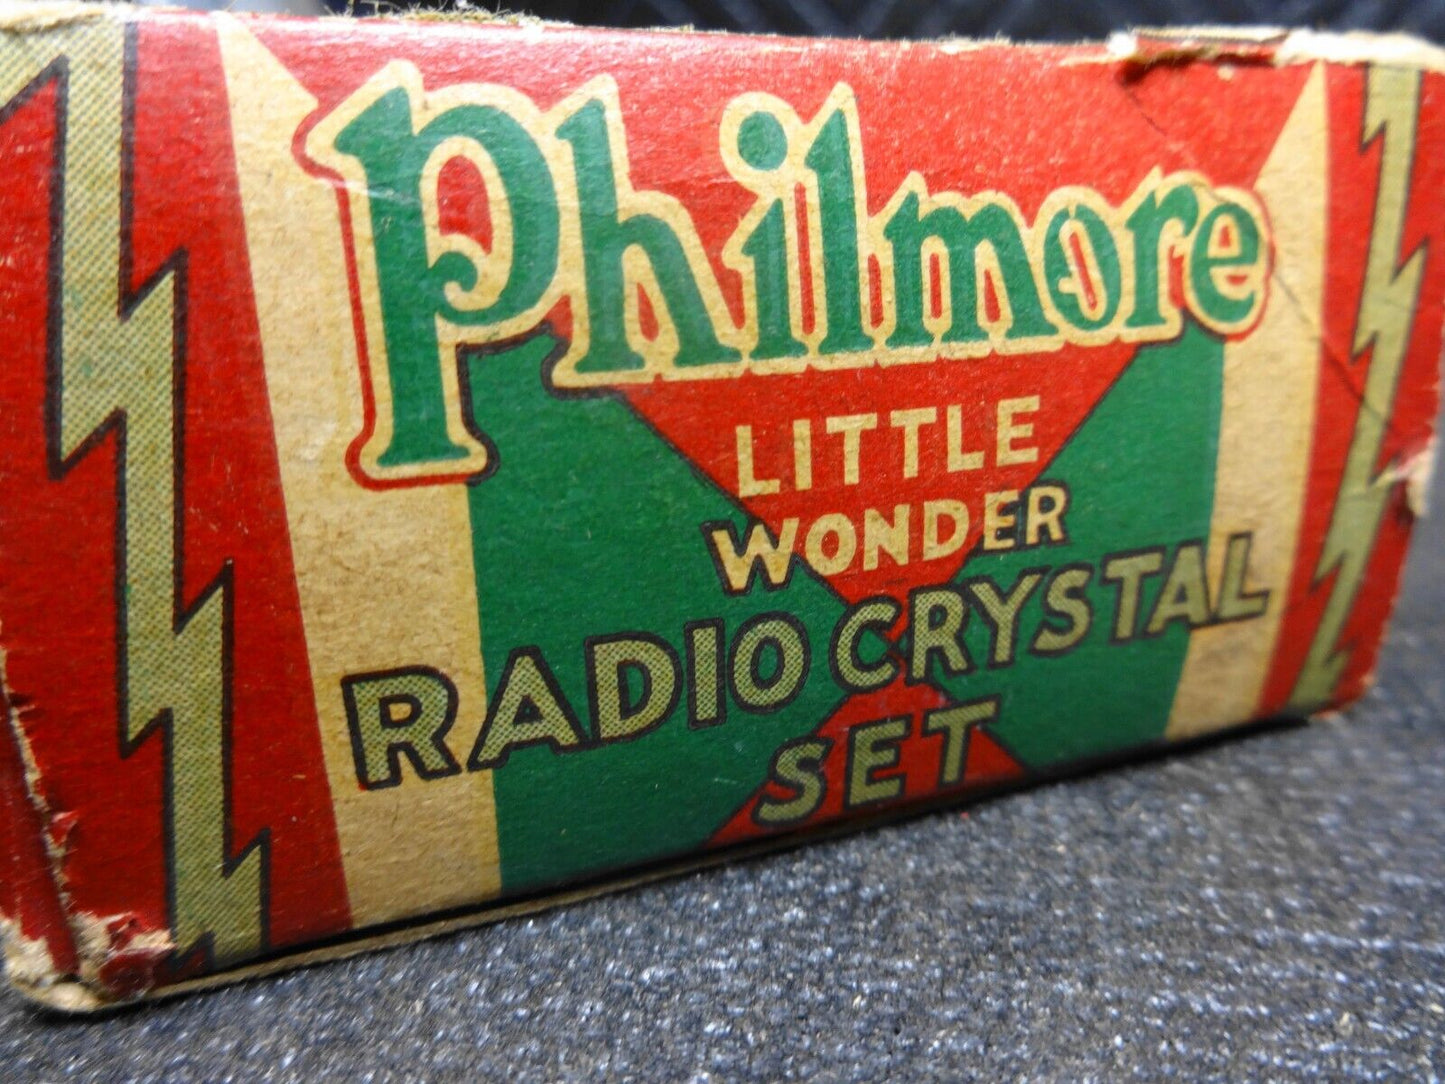 Philmore
LITTLE
WONDER
RADIO CRYSTAL
SET